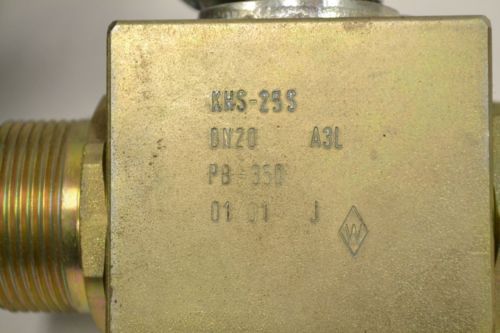 KHS-25S
DN20 A3L
PB-350
01 01 J
W